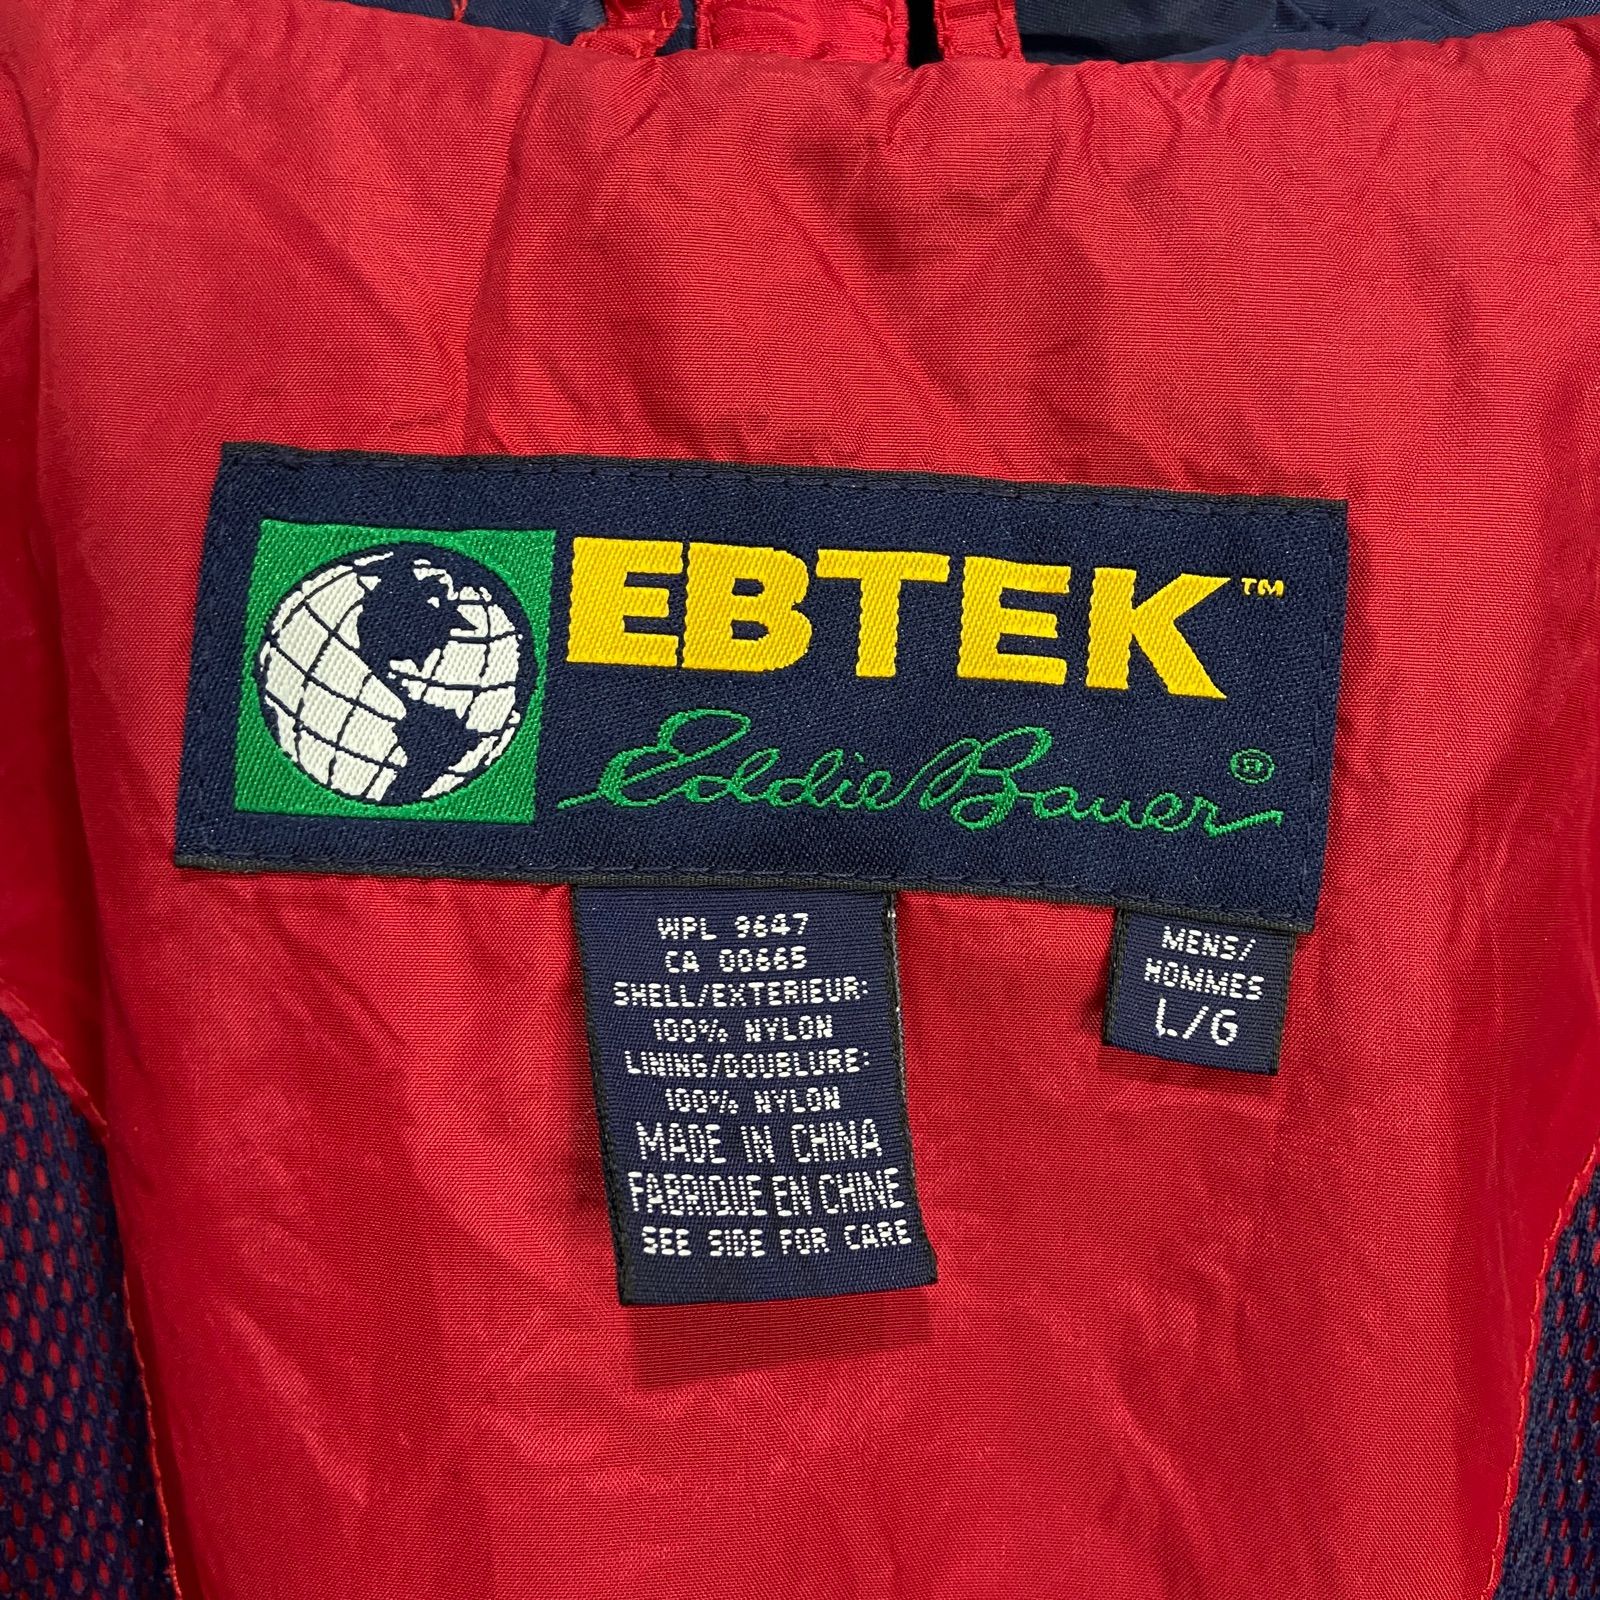 EBTEK™
Eddie Bauer®
WPL 9647
CA 00665
SHELL/EXTERIEUR:
100% NYLON
LINING/DOUBLURE:
100% NYLON
MADE IN CHINA
FABRIQUE EN CHINE
SEE SIDE FOR CARE
MENS/
HOMMES
L/G